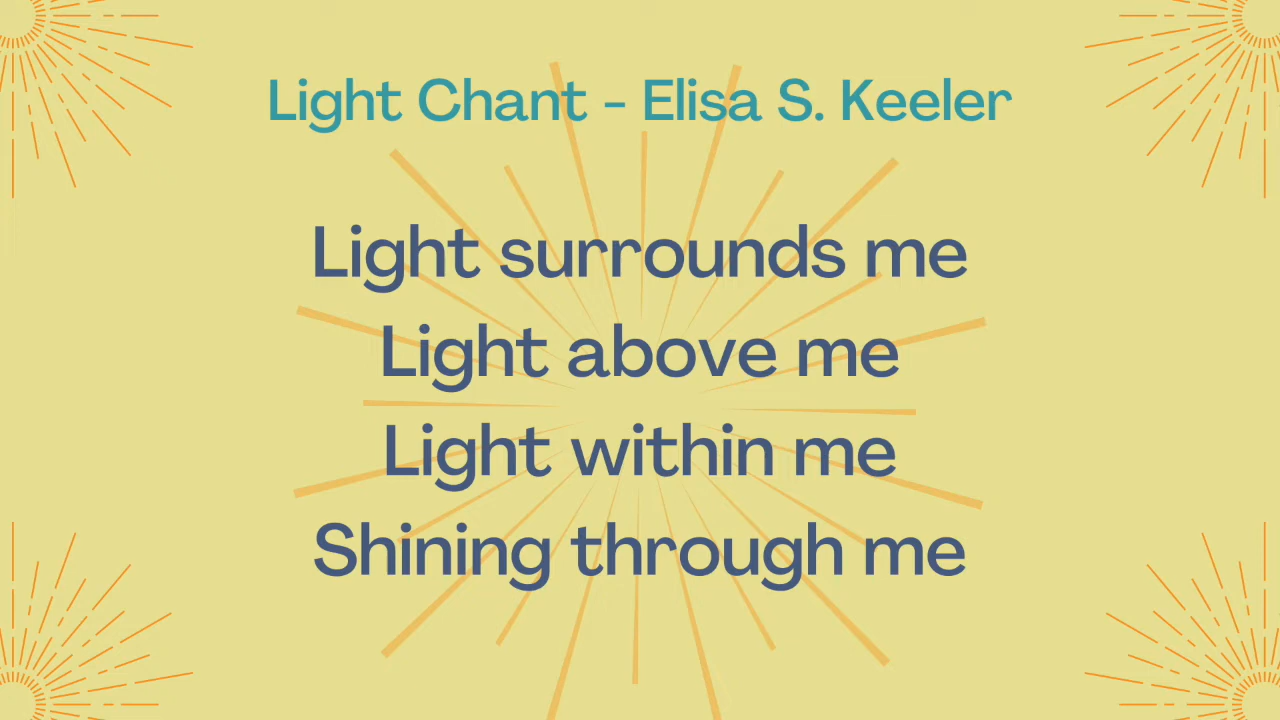 Light Chant - Elisa S. Keeler
Light surrounds me
Light above me
Light within me
Shining through me